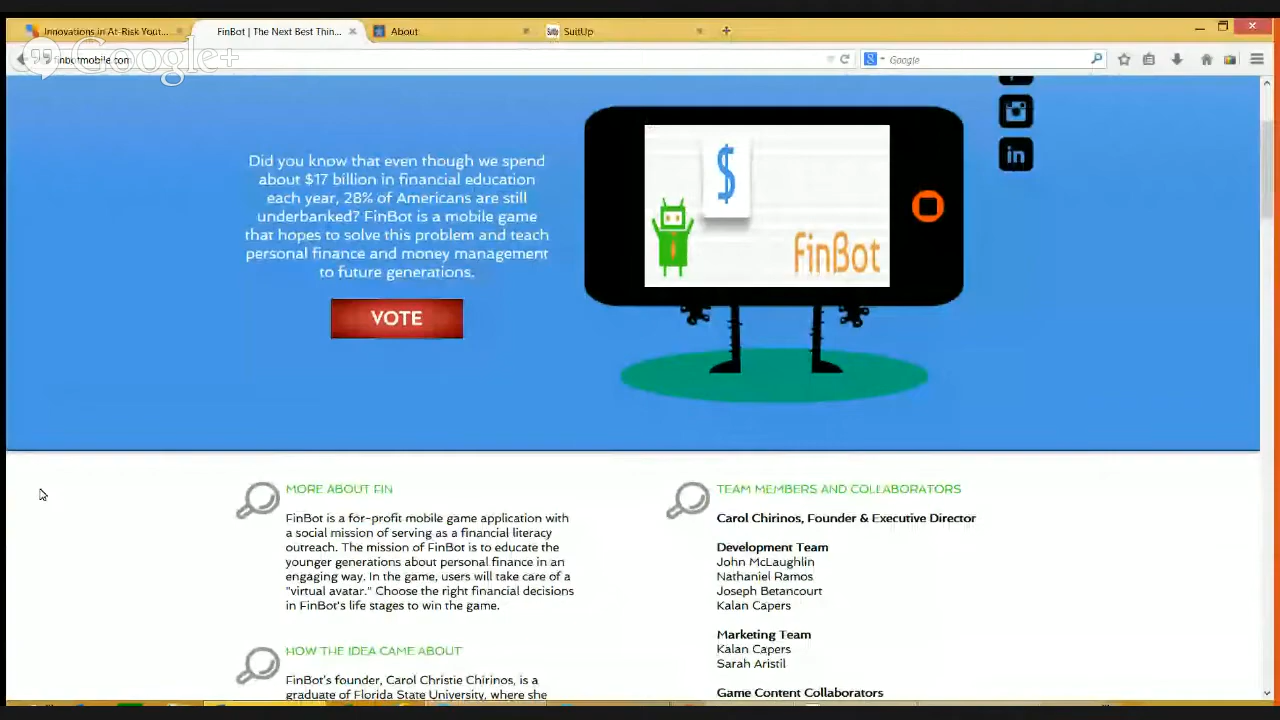 Innovations in At-Risk Yout...
FinBot | The Next Best Thin...
About
SuitUp
Google+
finbotmobile.com
Google
Did you know that even though we spend
about $17 billion in financial education
each year, 28% of Americans are still
underbanked? FinBot is a mobile game
that hopes to solve this problem and teach
personal finance and money management
to future generations.
VOTE
$
FinBot
in
MORE ABOUT FIN
FinBot is a for-profit mobile game application with
a social mission of serving as a financial literacy
outreach. The mission of FinBot is to educate the
younger generations about personal finance in an
engaging way. In the game, users will take care of a
"virtual avatar." Choose the right financial decisions
in FinBot's life stages to win the game.
HOW THE IDEA CAME ABOUT
FinBot's founder, Carol Christie Chirinos, is a
graduate of Florida State University, where she
TEAM MEMBERS AND COLLABORATORS
Carol Chirinos, Founder & Executive Director
Development Team
John McLaughlin
Nathaniel Ramos
Joseph Betancourt
Kalan Capers
Marketing Team
Kalan Capers
Sarah Aristil
Game Content Collaborators